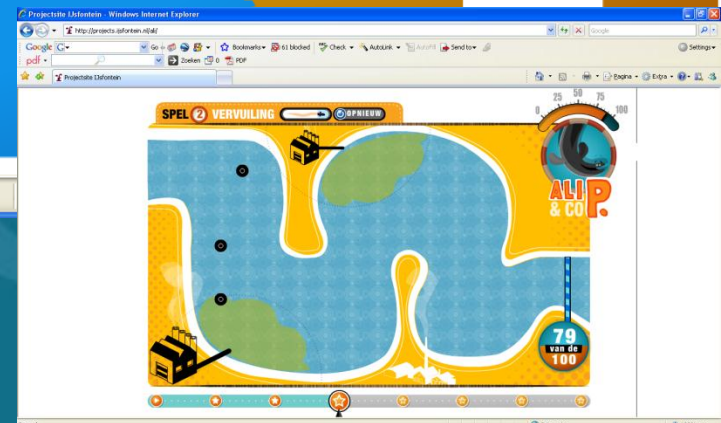 Projectsite IJsfontein - Windows Internet Explorer
http://projects.ijsfontein.nl/ali/
Google
Google G
Go
Bookmarks
61 blocked
Check
AutoLink
AutoFill
Send to
Settings
pdf
Zoeken
0
PDF
Projectsite IJsfontein
Pagina
Extra
SPEL 2 VERVUILING
OPNIEUW
0 25 50 75 100
ALI P.
& CO
79
van de
100